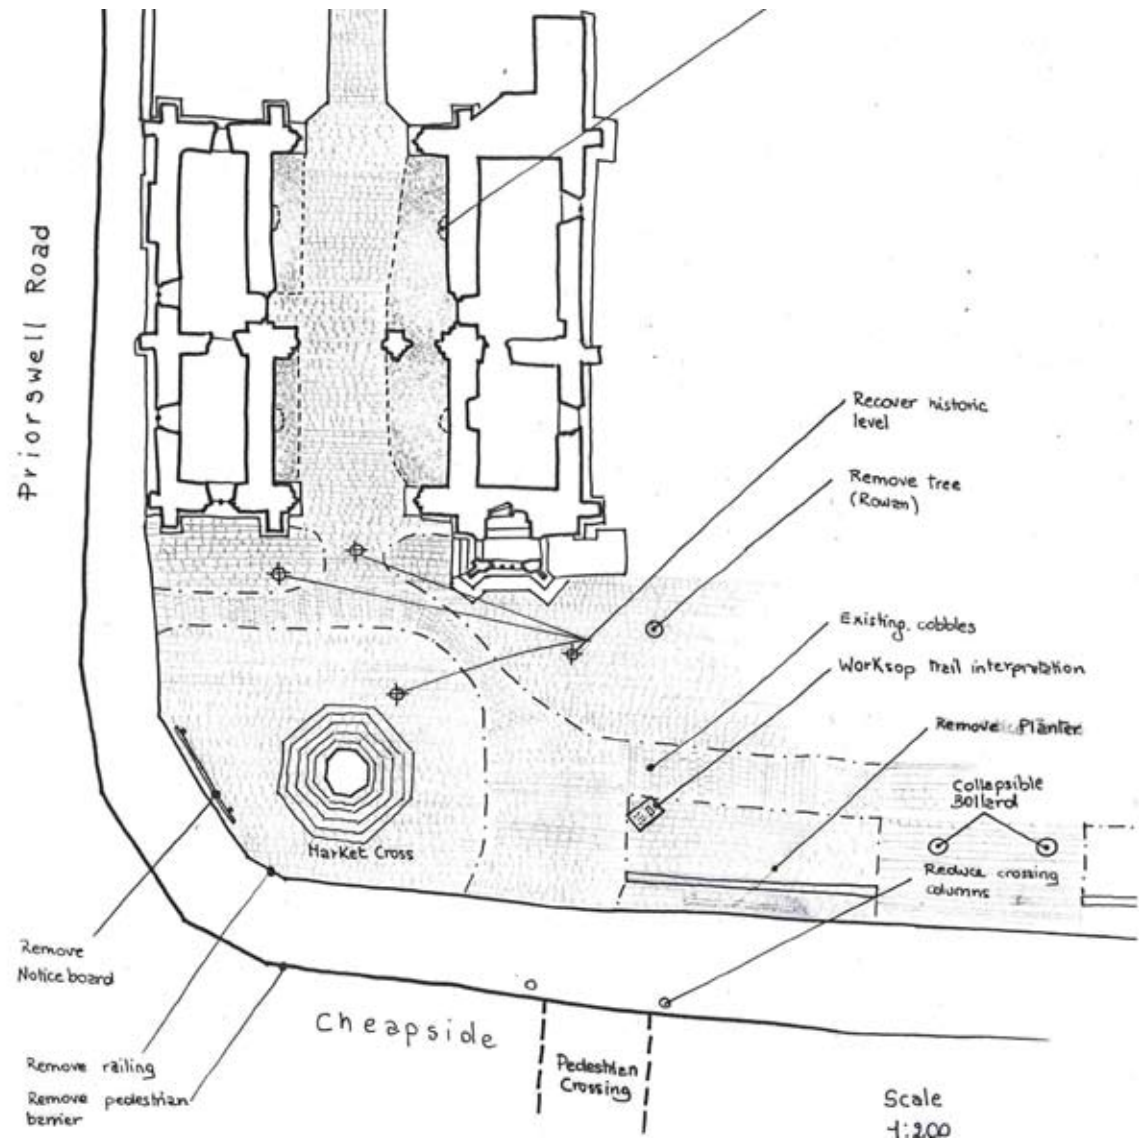 Priorswell Road
Recover historic
level
Remove tree
(Rowan)
Existing cobbles
Worksop trail interpretation
Remove Planter
Collapsible
Bollard
Market Cross
Reduce crossing
columns
Remove
Notice board
Cheapside
Remove railing
Remove pedestrian
barrier
Pedestrian
Crossing
Scale
1:200